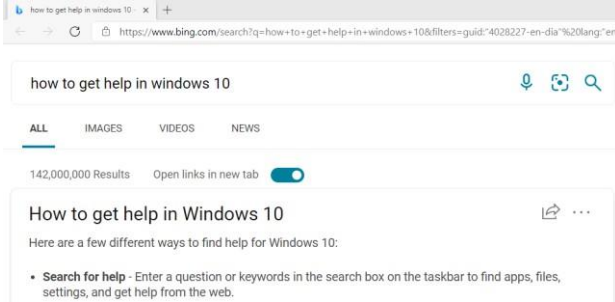 how to get help in windows 10
https://www.bing.com/search?q=how+to+get+help+in+windows+10&filters=guid:"4028227-en-dia"%20lang:"en
how to get help in windows 10
ALL IMAGES VIDEOS NEWS
142,000,000 Results Open links in new tab
How to get help in Windows 10
Here are a few different ways to find help for Windows 10:
• Search for help - Enter a question or keywords in the search box on the taskbar to find apps, files,
settings, and get help from the web.